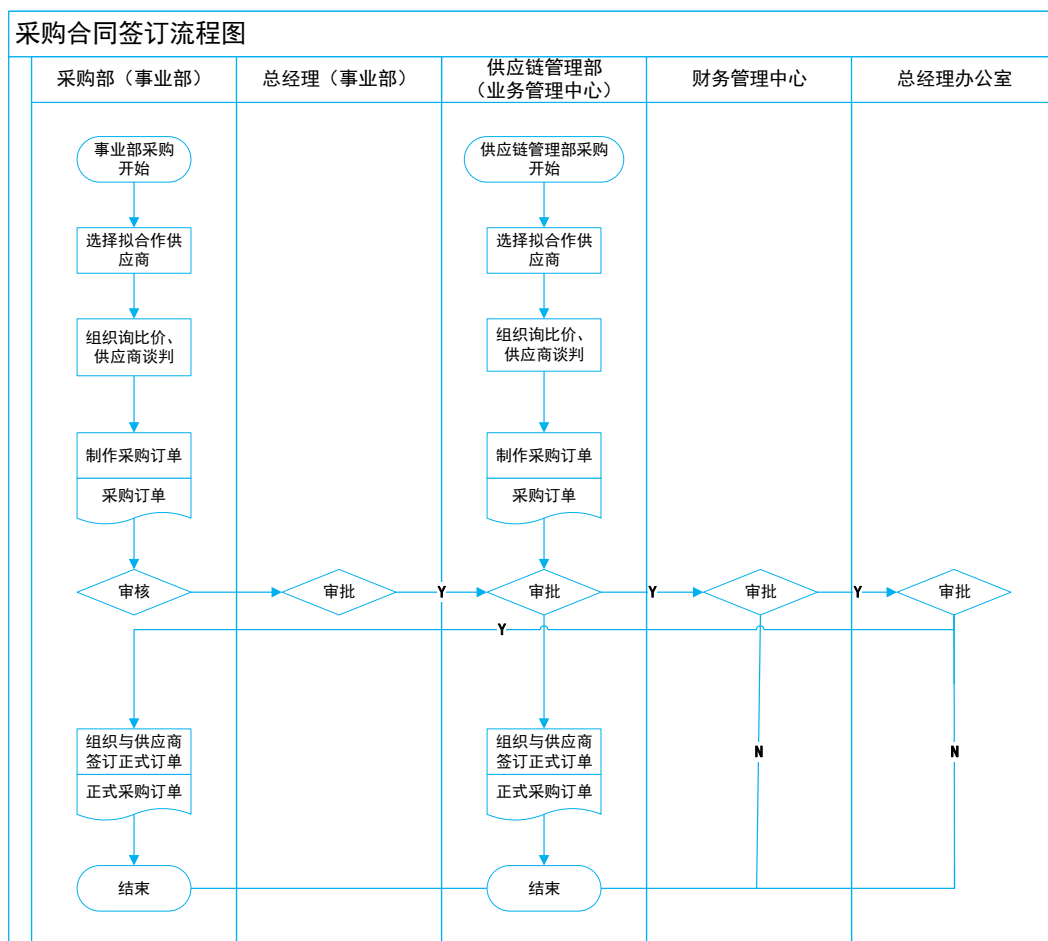 采购合同签订流程图
采购部（事业部）
总经理（事业部）
供应链管理部
（业务管理中心）
财务管理中心
总经理办公室
事业部采购
开始
供应链管理部采购
开始
选择拟合作供
应商
选择拟合作供
应商
组织询比价、
供应商谈判
组织询比价、
供应商谈判
制作采购订单
采购订单
制作采购订单
采购订单
审核
审批
Y
审批
Y
审批
Y
审批
Y
组织与供应商
签订正式订单
正式采购订单
组织与供应商
签订正式订单
正式采购订单
N
N
结束
结束